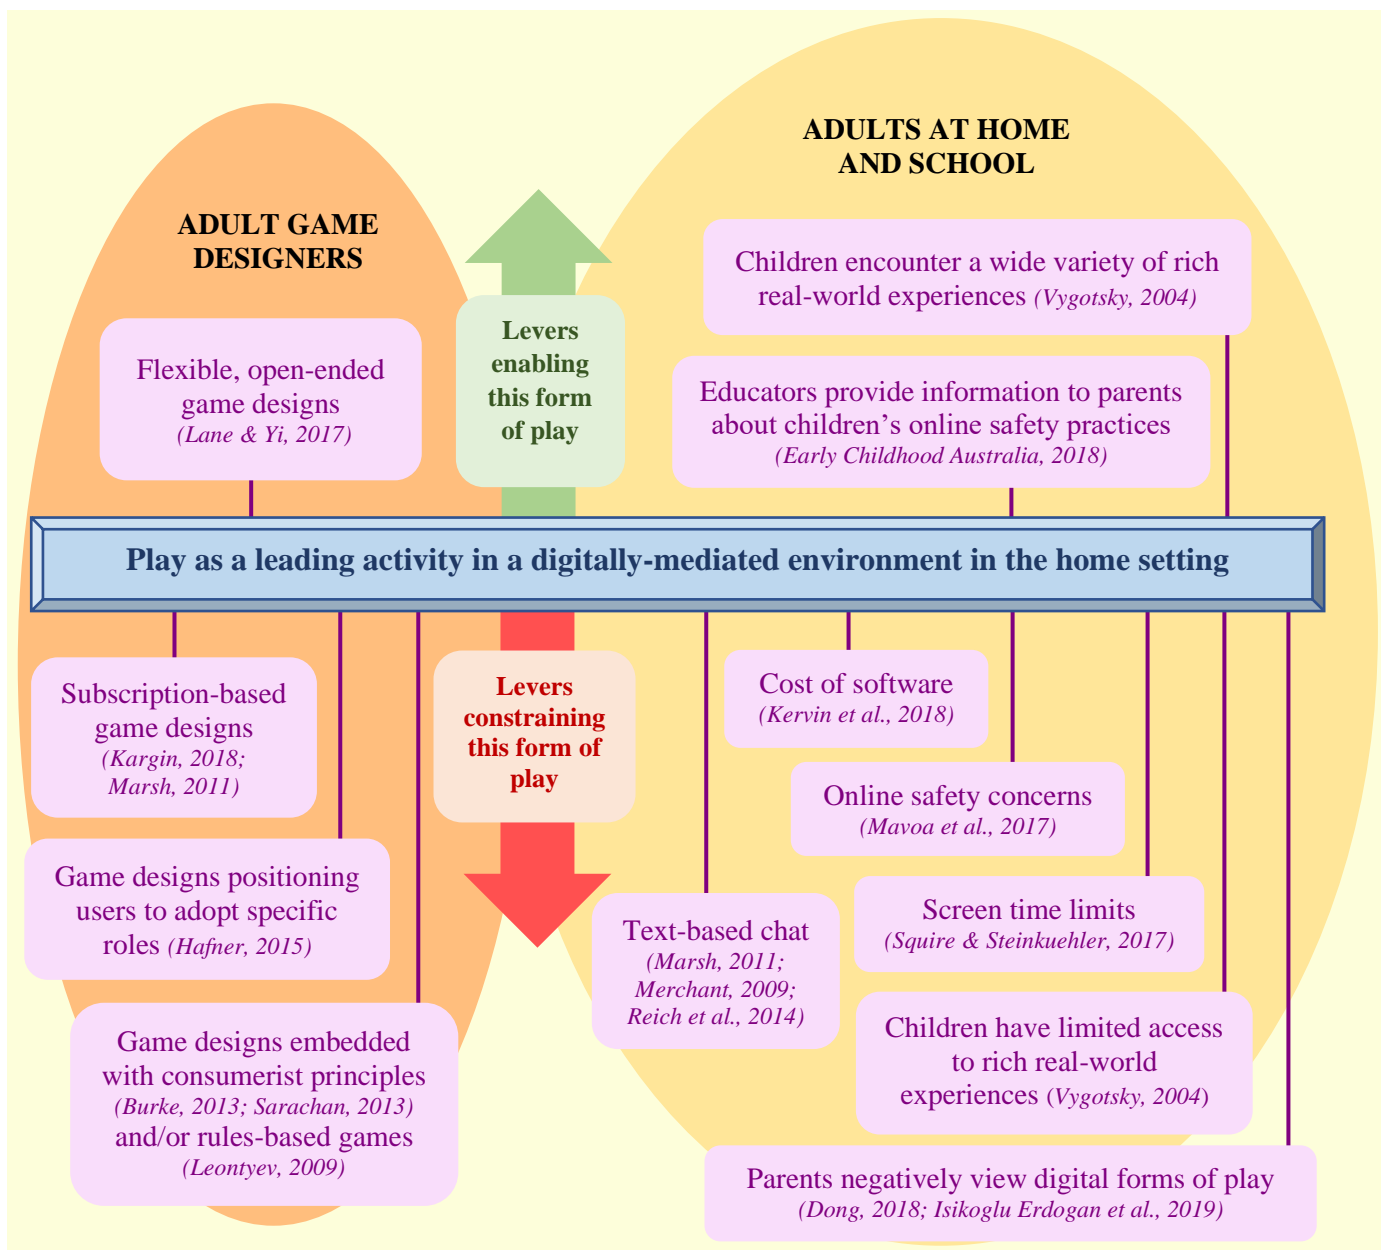 ADULT GAME
DESIGNERS
ADULTS AT HOME
AND SCHOOL
Flexible, open-ended
game designs
(Lane & Yi, 2017)
Levers
enabling
this form
of play
Children encounter a wide variety of rich
real-world experiences (Vygotsky, 2004)
Educators provide information to parents
about children’s online safety practices
(Early Childhood Australia, 2018)
Play as a leading activity in a digitally-mediated environment in the home setting
Subscription-based
game designs
(Kargin, 2018;
Marsh, 2011)
Game designs positioning
users to adopt specific
roles (Hafner, 2015)
Game designs embedded
with consumerist principles
(Burke, 2013; Sarachan, 2013)
and/or rules-based games
(Leontyev, 2009)
Levers
constraining
this form of
play
Text-based chat
(Marsh, 2011;
Merchant, 2009;
Reich et al., 2014)
Cost of software
(Kervin et al., 2018)
Online safety concerns
(Mavoa et al., 2017)
Screen time limits
(Squire & Steinkuehler, 2017)
Children have limited access
to rich real-world
experiences (Vygotsky, 2004)
Parents negatively view digital forms of play
(Dong, 2018; Isikoglu Erdogan et al., 2019)